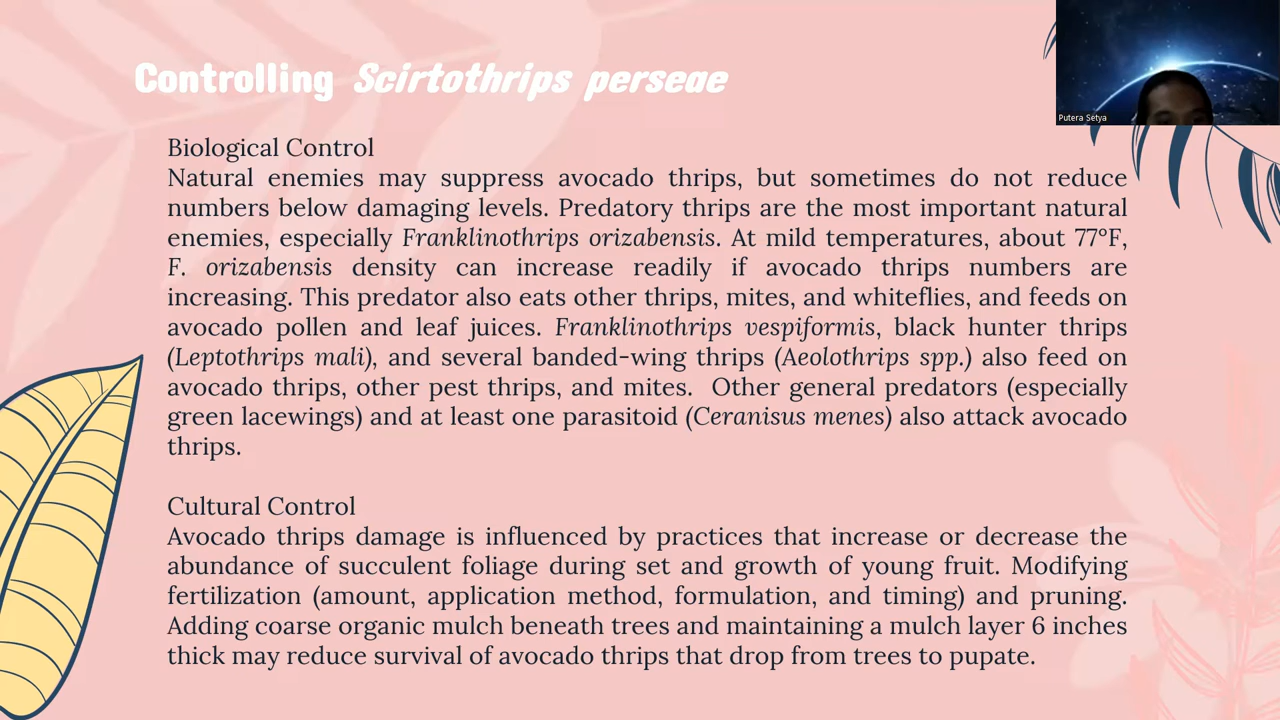 Controlling Scirtothrips perseae
Putera Setya
Biological Control
Natural enemies may suppress avocado thrips, but sometimes do not reduce
numbers below damaging levels. Predatory thrips are the most important natural
enemies, especially Franklinothrips orizabensis. At mild temperatures, about 77°F,
F. orizabensis density can increase readily if avocado thrips numbers are
increasing. This predator also eats other thrips, mites, and whiteflies, and feeds on
avocado pollen and leaf juices. Franklinothrips vespiformis, black hunter thrips
(Leptothrips mali), and several banded-wing thrips (Aeolothrips spp.) also feed on
avocado thrips, other pest thrips, and mites.  Other general predators (especially
green lacewings) and at least one parasitoid (Ceranisus menes) also attack avocado
thrips.
Cultural Control
Avocado thrips damage is influenced by practices that increase or decrease the
abundance of succulent foliage during set and growth of young fruit. Modifying
fertilization (amount, application method, formulation, and timing) and pruning.
Adding coarse organic mulch beneath trees and maintaining a mulch layer 6 inches
thick may reduce survival of avocado thrips that drop from trees to pupate.